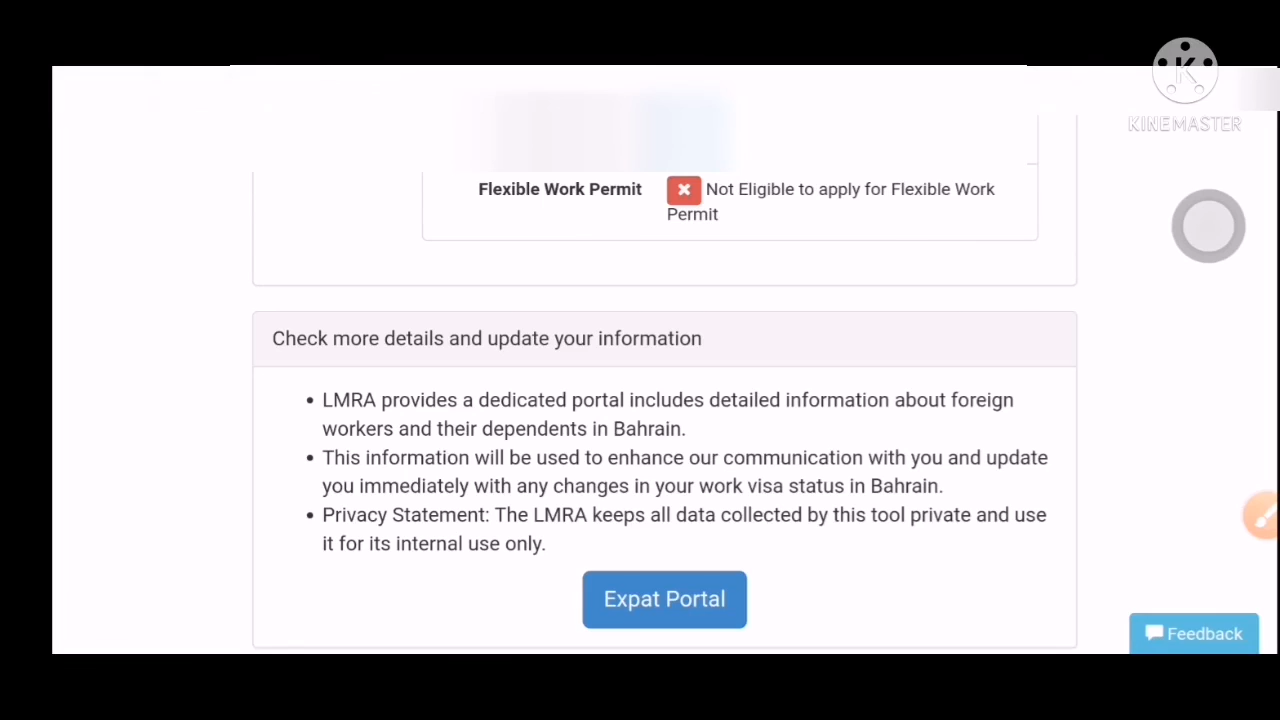 KINEMASTER
Flexible Work Permit Not Eligible to apply for Flexible Work
Permit
Check more details and update your information
• LMRA provides a dedicated portal includes detailed information about foreign
workers and their dependents in Bahrain.
• This information will be used to enhance our communication with you and update
you immediately with any changes in your work visa status in Bahrain.
• Privacy Statement: The LMRA keeps all data collected by this tool private and use
it for its internal use only.
Expat Portal
Feedback